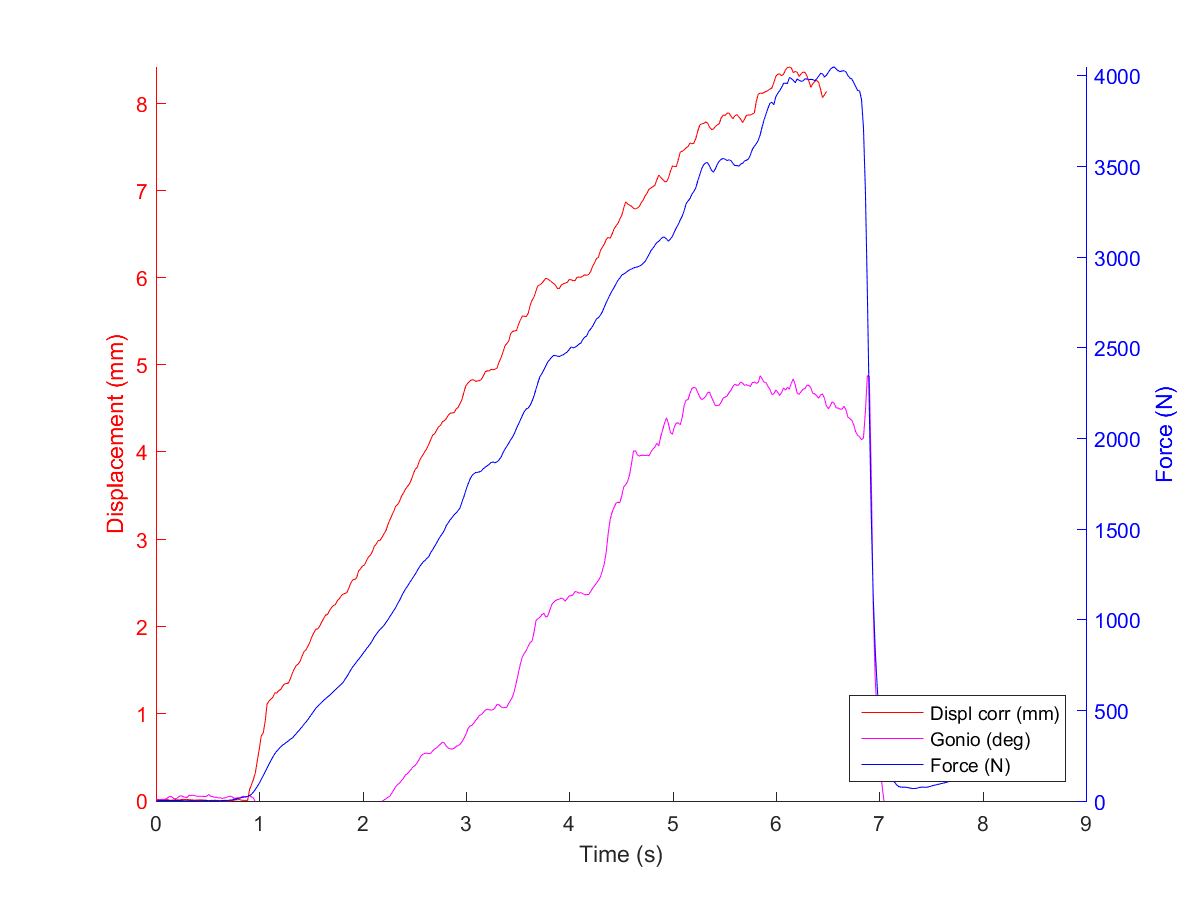 8
7
6
5
4
3
2
1
0
Displacement (mm)
4000
3500
3000
2500
2000
1500
1000
500
0
Force (N)
Displ corr (mm)
Gonio (deg)
Force (N)
0 1 2 3 4 5 6 7 8 9
Time (s)